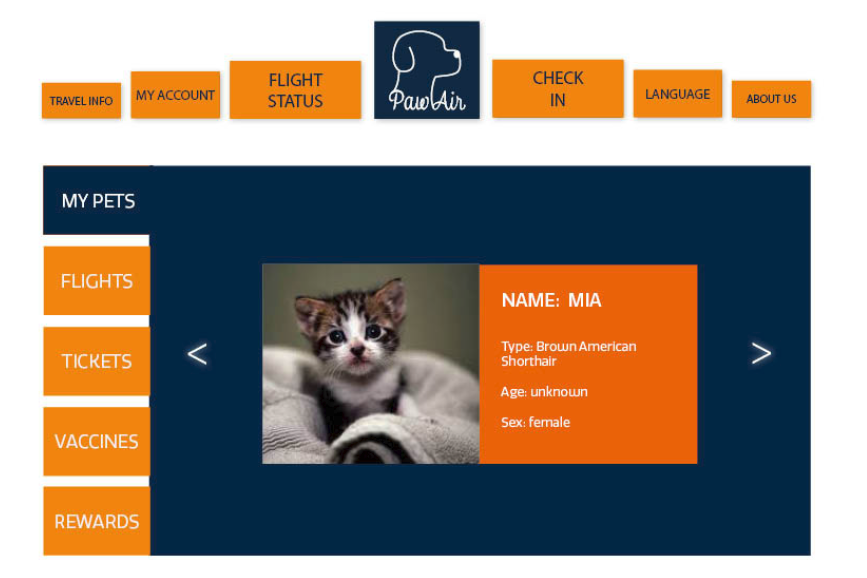 TRAVEL INFO
MY ACCOUNT
FLIGHT
STATUS
PawAir
CHECK
IN
LANGUAGE
ABOUT US
MY PETS
FLIGHTS
TICKETS
VACCINES
REWARDS
<
NAME: MIA
Type: Brown American
Shorthair
Age: unknown
Sex: female
>